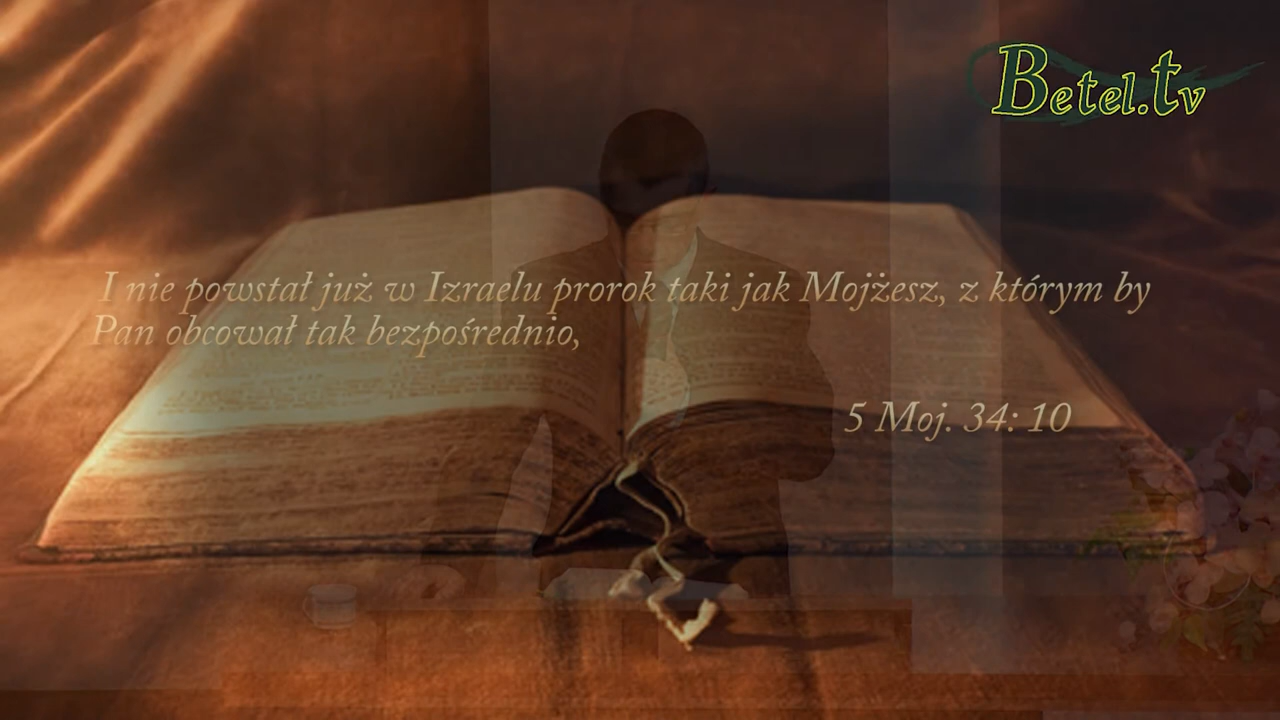 Betel.tv
I nie powstał już w Izraelu prorok taki jak Mojżesz, z którym by
Pan obcował tak bezpośrednio,
5 Moj. 34: 10